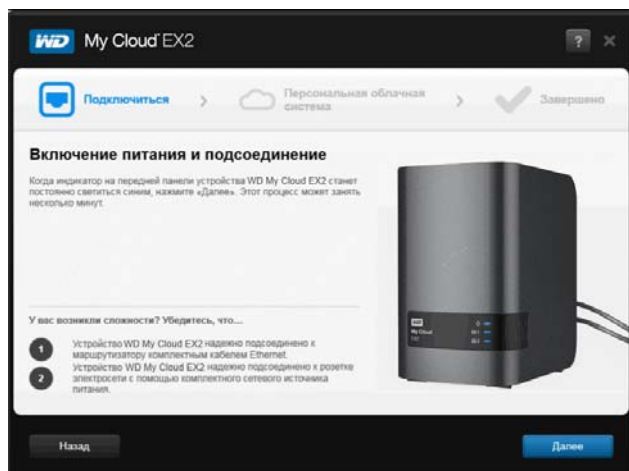 WD My Cloud EX2
?
Подключиться
Персональная облачная
система
Завершено
Включение питания и подсоединение
Когда индикатор на передней панели устройства WD My Cloud EX2 станет
постоянно светиться синим, нажмите «Далее». Этот процесс может занять
несколько минут.
У вас возникли сложности? Убедитесь, что...
1 Устройство WD My Cloud EX2 надежно подсоединено к
маршрутизатору комплектным кабелем Ethernet.
2 Устройство WD My Cloud EX2 надежно подсоединено к розетке
электросети с помощью комплектного сетевого источника
питания.
WD
My Cloud
EX2
Назад
Далее